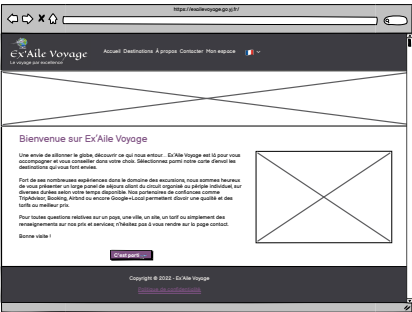 https://exailevoyage.go.yj.fr/
Ex'Aile Voyage
Le voyage par excellence
Accueil Destinations À propos Contacter Mon espace
Bienvenue sur Ex'Aile Voyage
Une envie de sillonner le globe, découvrir ce qui nous entour... Ex'Aile Voyage est là pour vous
accompagner et vous conseiller dans votre choix. Sélectionnez parmi notre carte d'envol les
destinations qui vous font envies.
Fort de ses nombreuses expériences dans le domaine des excursions, nous sommes heureux
de vous présenter un large panel de séjours allant du circuit organisé au périple individuel, sur
diverses durées selon votre temps disponible. Nos partenaires de confiances comme
TripAdvisor, Booking, Airbnd ou encore Google+Local permettent d'avoir une qualité et des
tarifs au meilleur prix.
Pour toutes questions relatives sur un pays, une ville, un site, un tarif ou simplement des
renseignements sur nos prix et services, n'hésitez pas à vous rendre sur la page contact.
Bonne visite !
C'est parti
Copyright © 2022 - Ex'Aile Voyage
Politique de confidentialité